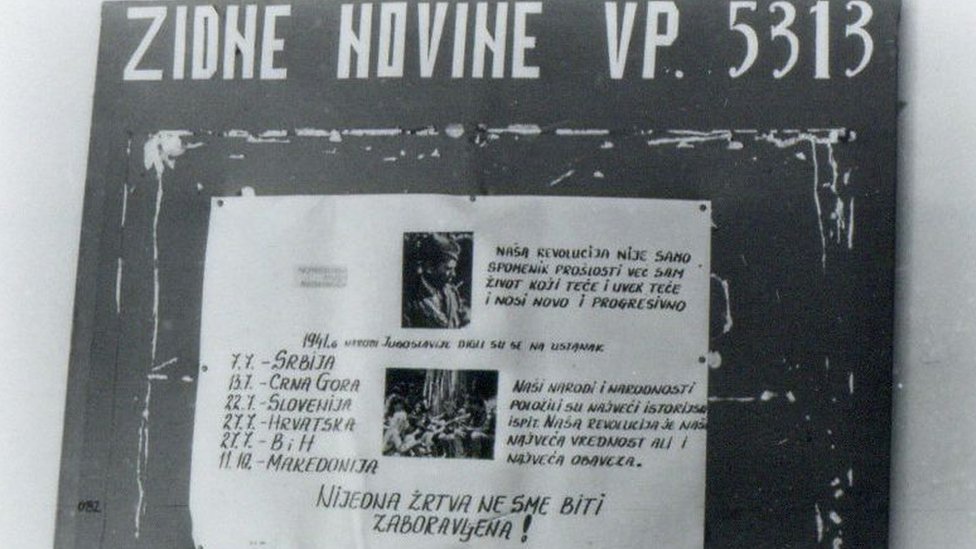 ZIDNE NOVINE VP. 5313
NAŠA REVOLUCIJA NIJE SAMO
SPOMENIK PROŠLOSTI VEC SAM
ŽIVOT KOJI TEČE I UVEK TEČE
I NOSI NOVO I PROGRESIVNO
1941.G NARODI JUGOSLAVIJE DIGLI SU SE NA USTANAK
7.7. - SRBIJA
13.7. - CRNA GORA
22.7. - SLOVENIJA
27.7. - HRVATSKA
27.7. - B i H
11.10. - MAKEDONIJA
NAŠI NARODI I NARODNOSTI
POLOŽILI SU NAJVEĆI ISTORIJSKI
ISPIT. NAŠA REVOLUCIJA JE NAŠA
NAJVEĆA VREDNOST ALI I
NAJVEĆA OBAVEZA.
NIJEDNA ŽRTVA NE SME BITI
ZABORAVLJENA!
082